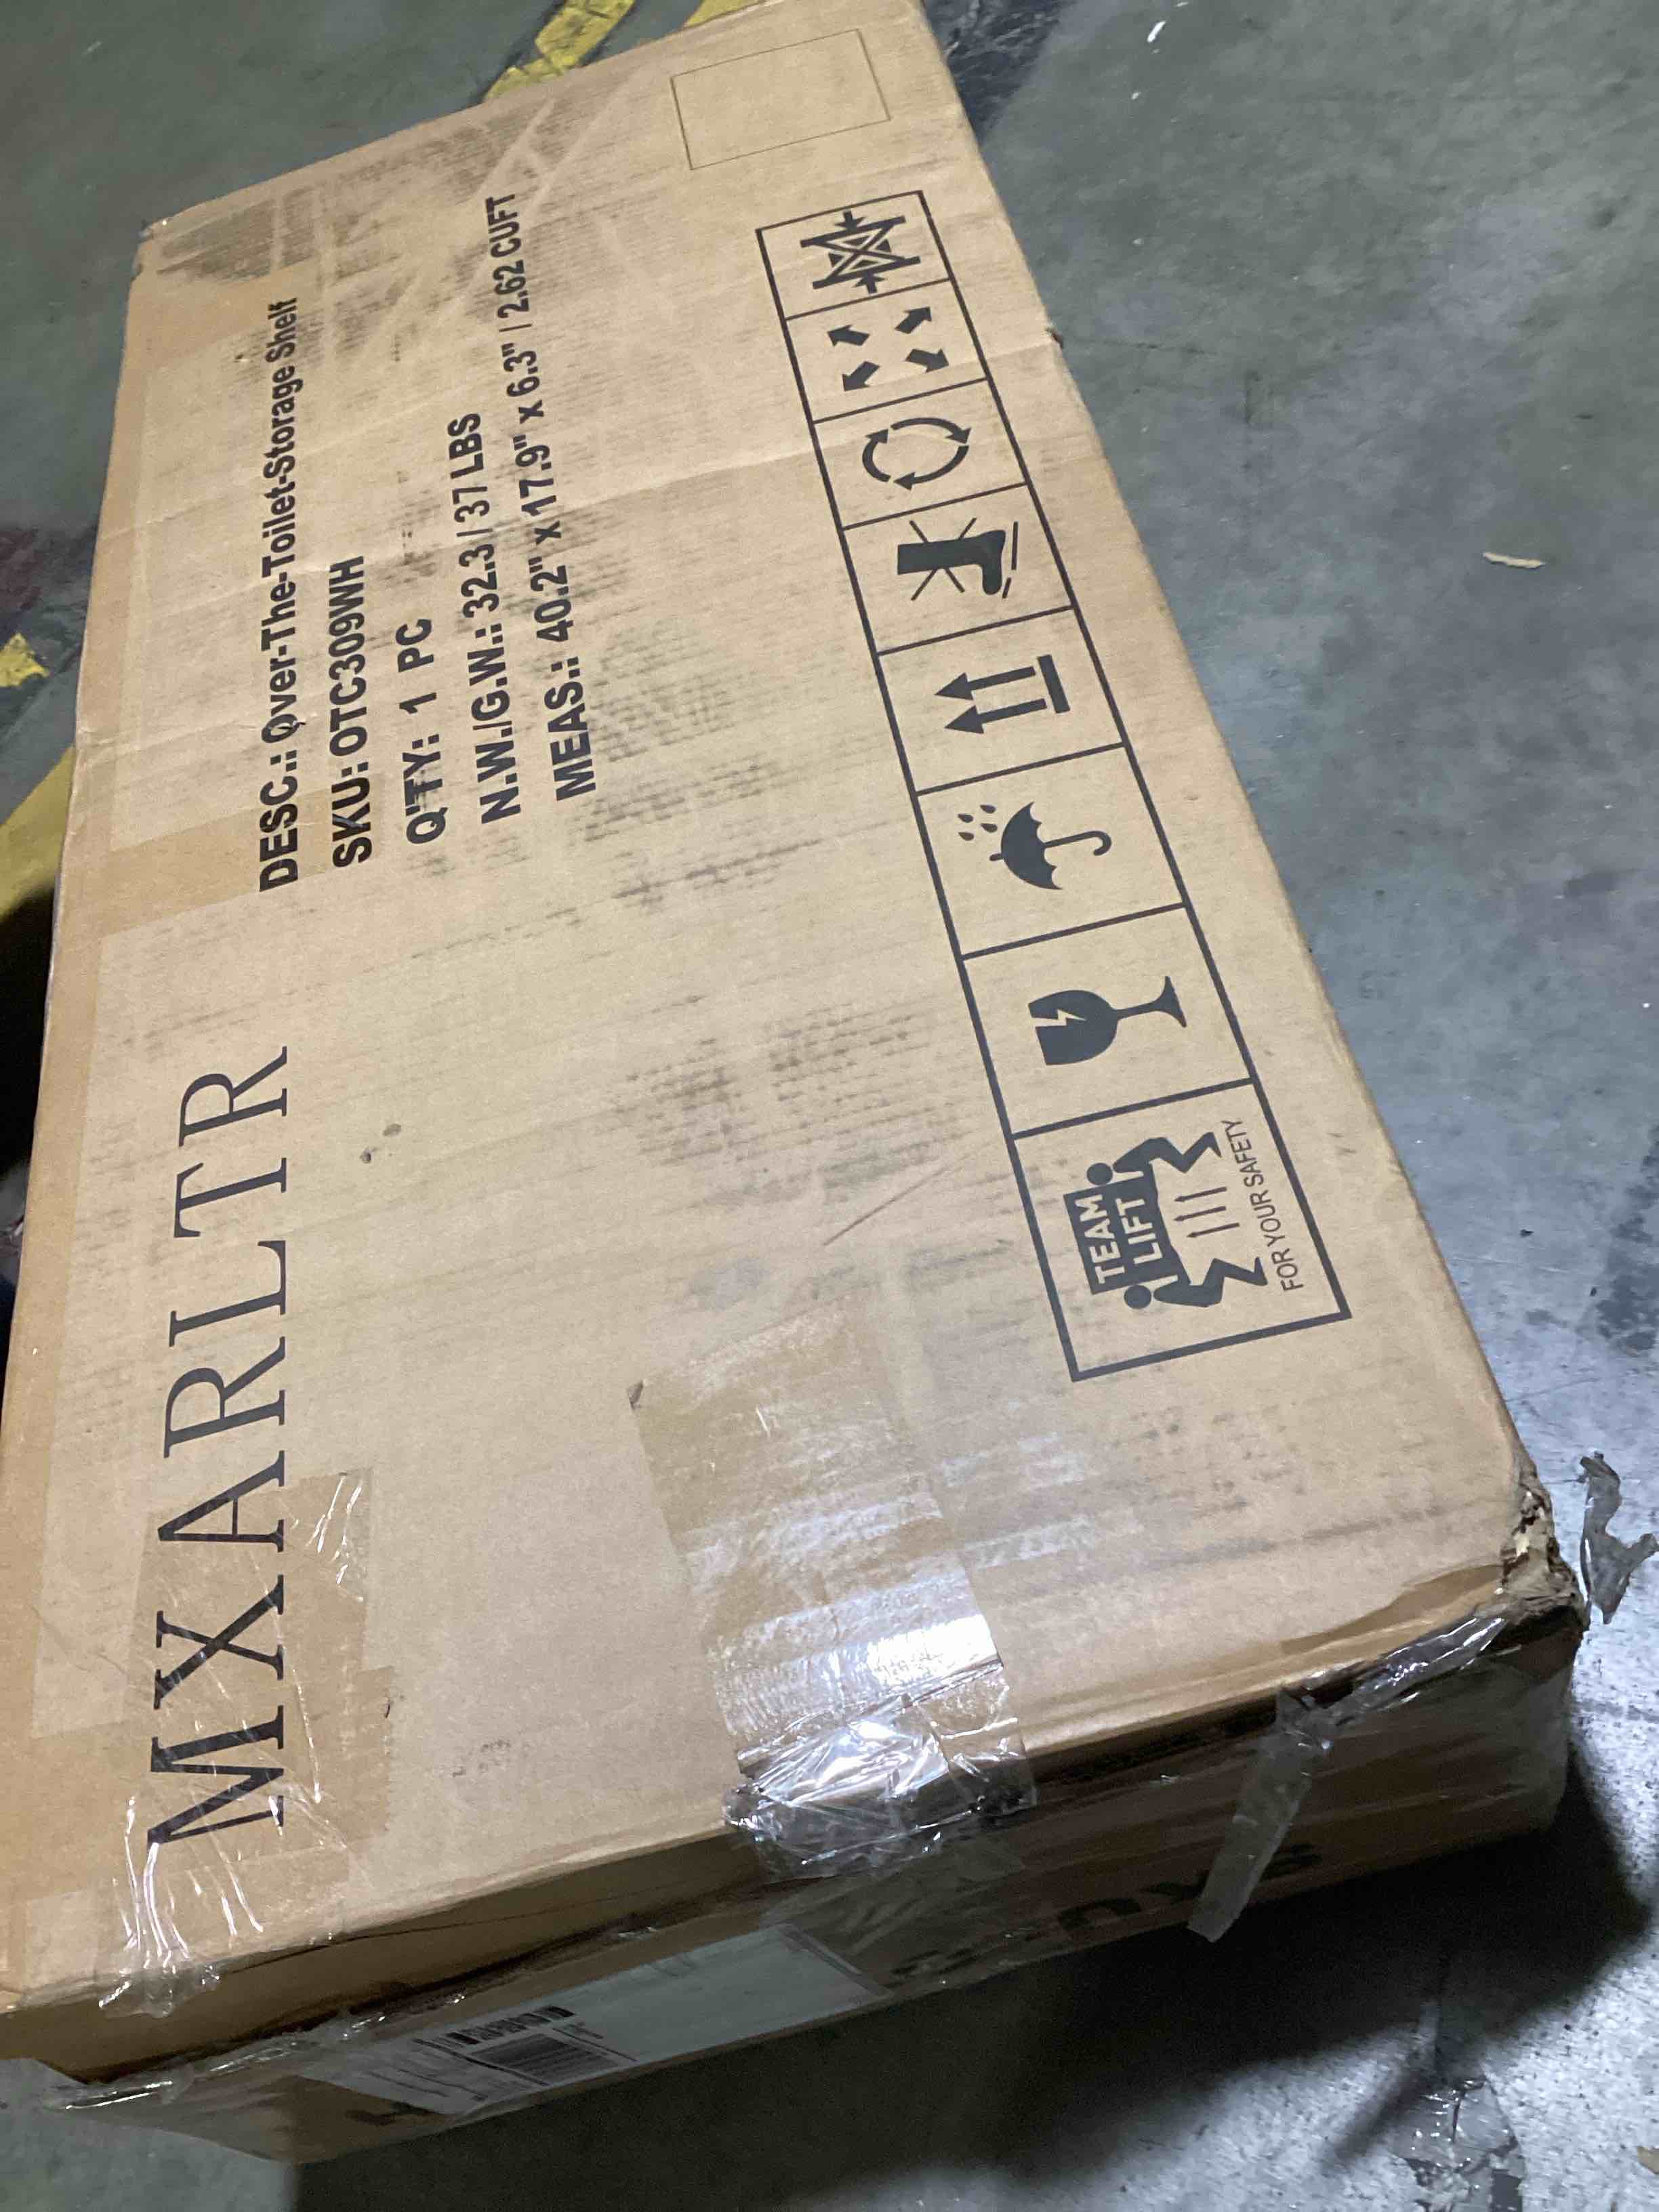 MXARLTR
DESC.: Over-The-Toilet-Storage Shelf
SKU: OTC309WH
Q'TY: 1 PC
N.W./G.W.: 32.3 / 37 LBS
MEAS.: 40.2" x 17.9" x 6.3" / 2.62 CUFT
TEAM
LIFT
FOR YOUR SAFETY